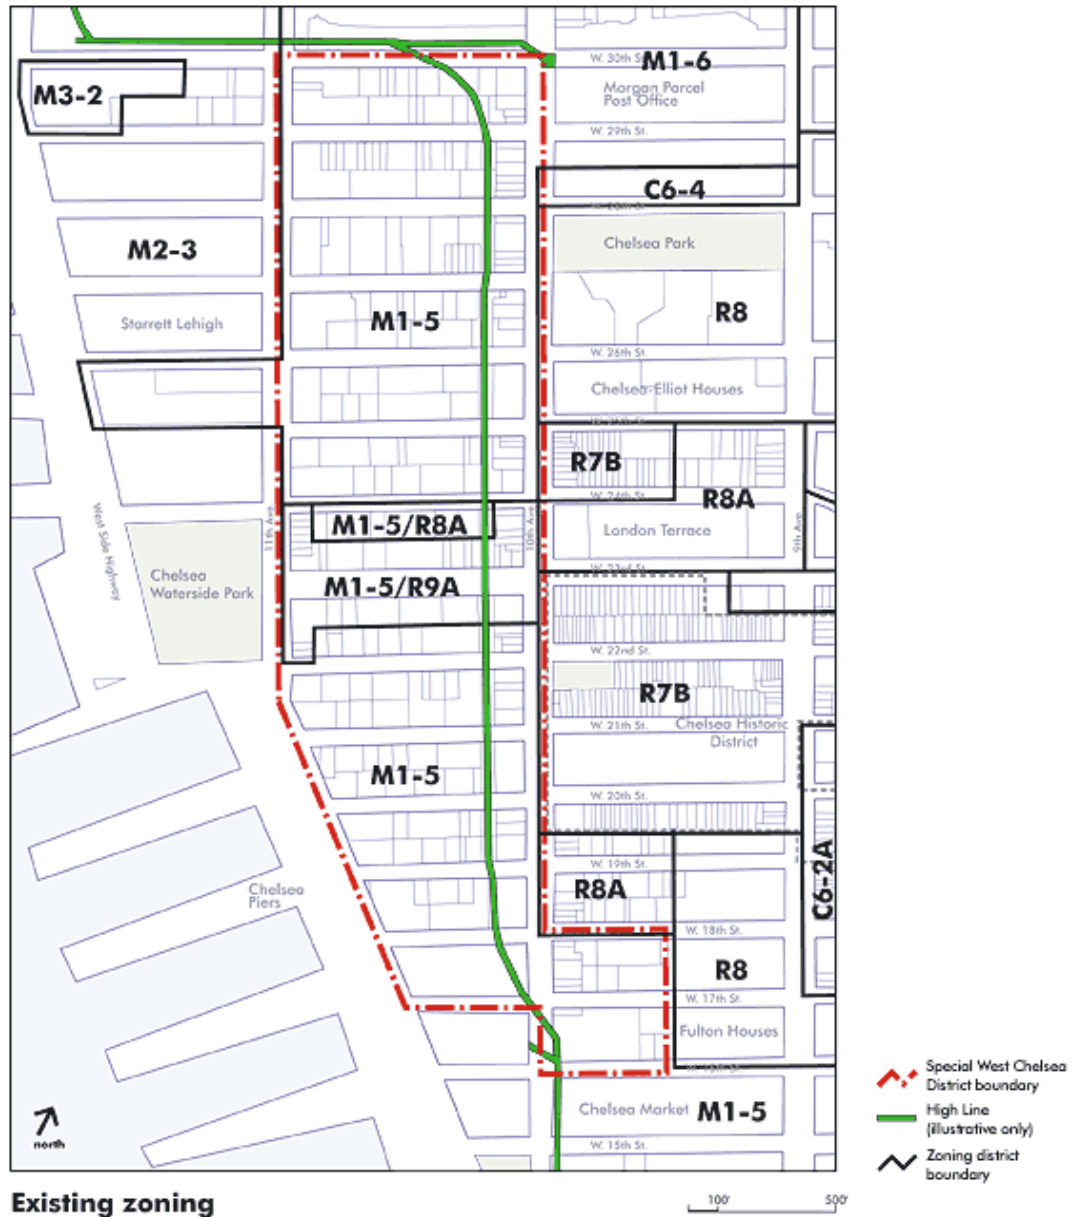 W. 30th St.
M1-6
M3-2
Morgan Parcel
Post Office
W. 29th St.
C6-4
W. 28th St.
Chelsea Park
M2-3
R8
Starrett Lehigh
M1-5
W. 26th St.
Chelsea-Elliot Houses
R7B
W. 24th St.
R8A
West Side Highway
11th Ave.
M1-5/R8A
10th Ave.
London Terrace
9th Ave.
W. 23rd St.
Chelsea
Waterside Park
M1-5/R9A
W. 22nd St.
R7B
W. 21th St.
Chelsea Historic
District
M1-5
W. 20th St.
W. 19th St.
C6-2A
R8A
Chelsea
Piers
W. 18th St.
R8
W. 17th St.
Fulton Houses
Chelsea Market
M1-5
W. 15th St.
north
Special West Chelsea
District boundary
High Line
(illustrative only)
Zoning district
boundary
Existing zoning
100'
500'